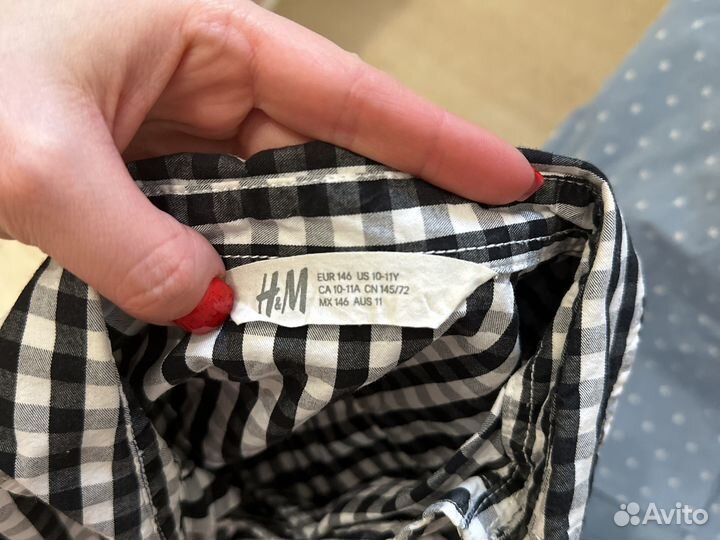 H&M
EUR 146 US 10-11Y
CA 10-11A CN 145/72
MX 146 AUS 11
Avito